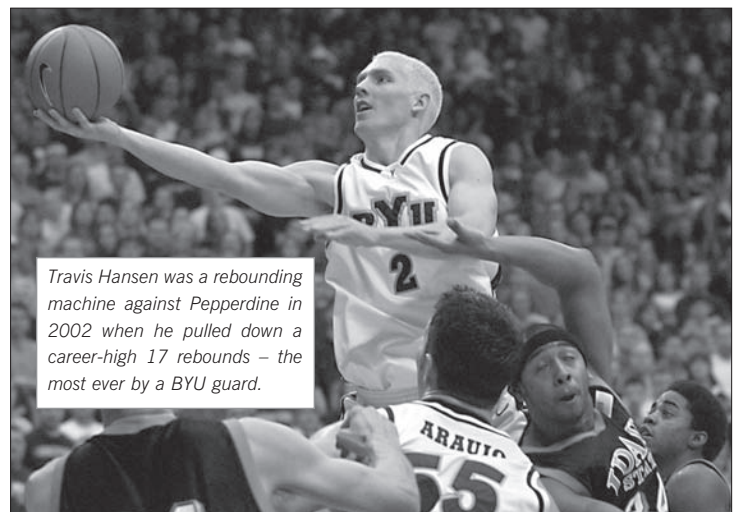 BYU
2
Travis Hansen was a rebounding
machine against Pepperdine in
2002 when he pulled down a
career-high 17 rebounds – the
most ever by a BYU guard.
ARAUJO
55